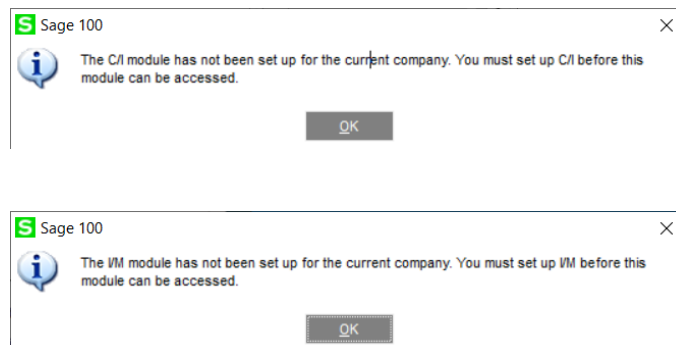 S Sage 100
The C/I module has not been set up for the current company. You must set up C/I before this
module can be accessed.
OK
S Sage 100
The I/M module has not been set up for the current company. You must set up I/M before this
module can be accessed.
OK